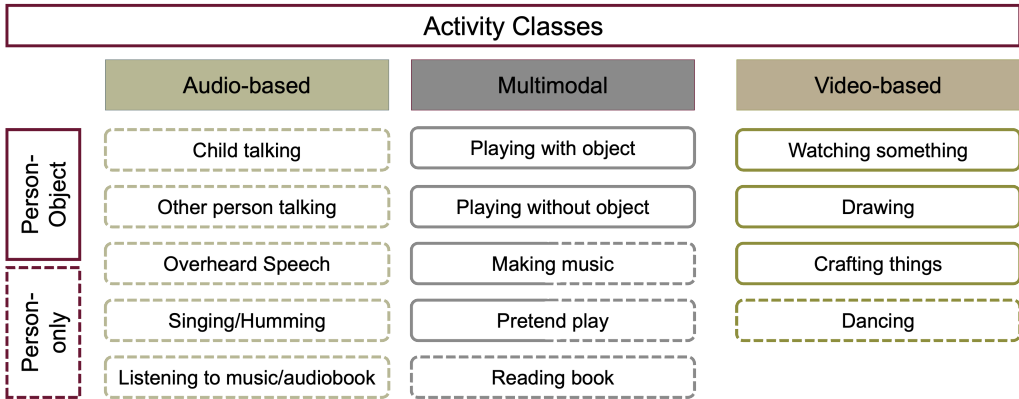 Activity Classes
Audio-based
Multimodal
Video-based
Person-
Object
Person-
only
Child talking
Other person talking
Overheard Speech
Singing/Humming
Listening to music/audiobook
Playing with object
Playing without object
Making music
Pretend play
Reading book
Watching something
Drawing
Crafting things
Dancing